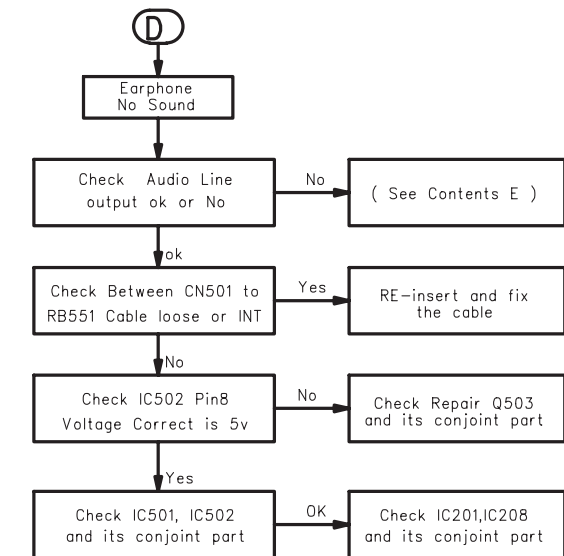 D
Earphone
No Sound
Check Audio Line
output ok or No
No
( See Contents E )
ok
Check Between CN501 to
RB551 Cable loose or INT
Yes
RE-insert and fix
the cable
No
Check IC502 Pin8
Voltage Correct is 5v
No
Check Repair Q503
and its conjoint part
Yes
Check IC501, IC502
and its conjoint part
OK
Check IC201,IC208
and its conjoint part